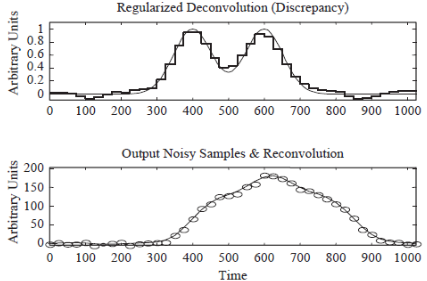 Regularized Deconvolution (Discrepancy)
Arbitrary Units
1
0.8
0.6
0.4
0.2
0
0 100 200 300 400 500 600 700 800 900 1000
Output Noisy Samples & Reconvolution
Arbitrary Units
200
150
100
50
0
0 100 200 300 400 500 600 700 800 900 1000
Time